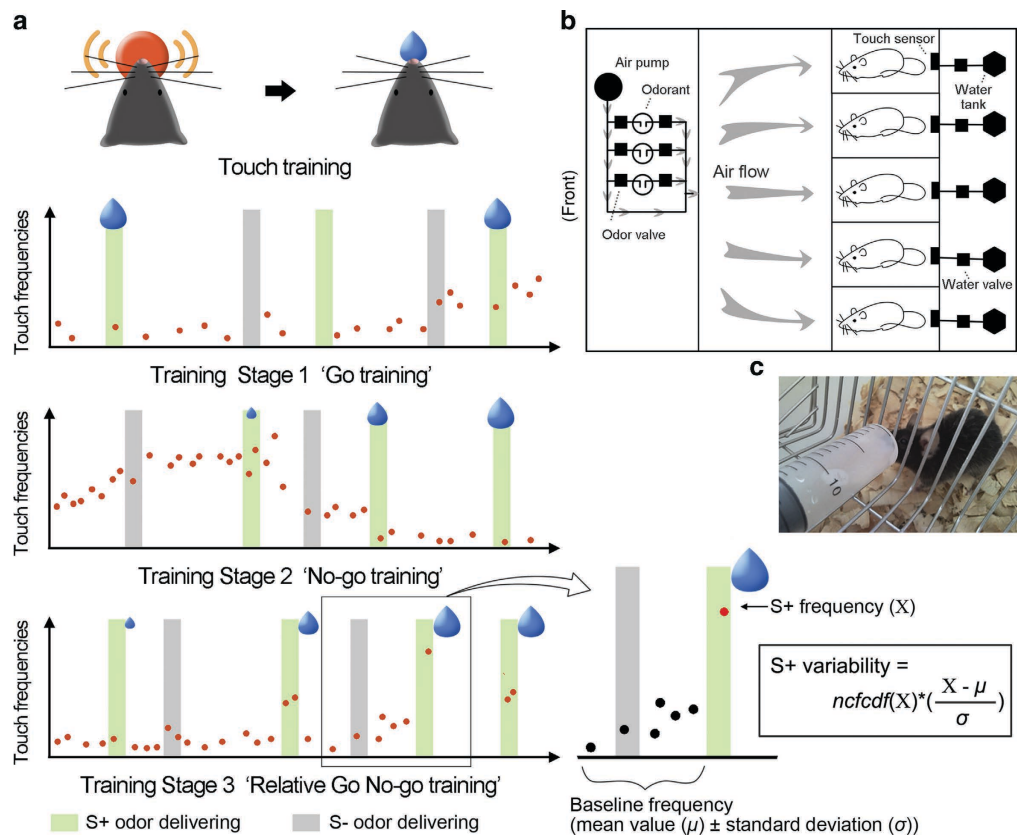 a
Touch training
Touch frequencies
Training Stage 1 'Go training'
Touch frequencies
Training Stage 2 'No-go training'
Touch frequencies
Training Stage 3 'Relative Go No-go training'
S+ odor delivering
S- odor delivering
b
(Front)
Air pump
Odorant
Odor valve
Air flow
Touch sensor
Water
tank
Water valve
c
10
S+ frequency (X)
S+ variability =
ncfcdf(X)*(X - μ/σ)
Baseline frequency
(mean value (μ) ± standard deviation (σ))